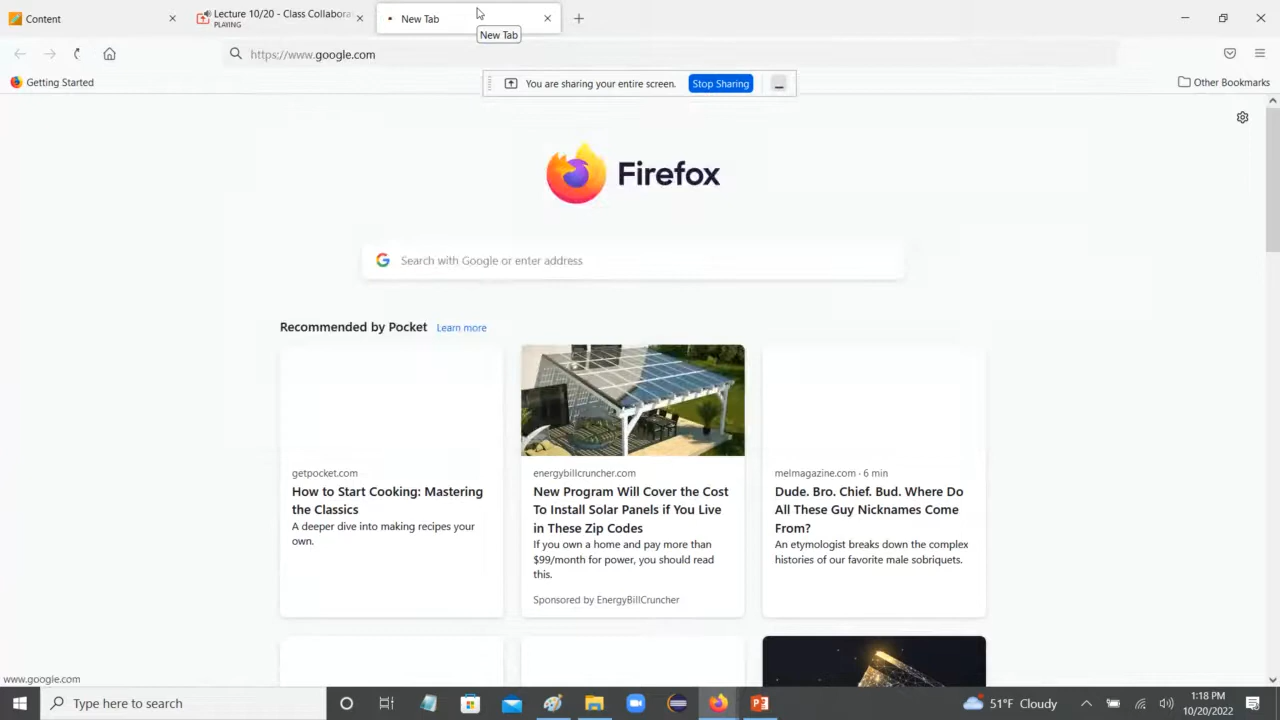 Content
Lecture 10/20 - Class Collabora
PLAYING
New Tab
New Tab
https://www.google.com
Getting Started
You are sharing your entire screen.
Stop Sharing
Other Bookmarks
Firefox
Search with Google or enter address
Recommended by Pocket Learn more
getpocket.com
How to Start Cooking: Mastering
the Classics
A deeper dive into making recipes your
own.
energybillcruncher.com
New Program Will Cover the Cost
To Install Solar Panels if You Live
in These Zip Codes
If you own a home and pay more than
$99/month for power, you should read
this.
Sponsored by EnergyBillCruncher
melmagazine.com · 6 min
Dude. Bro. Chief. Bud. Where Do
All These Guy Nicknames Come
From?
An etymologist breaks down the complex
histories of our favorite male sobriquets.
www.google.com
Type here to search
51°F Cloudy
1:18 PM
10/20/2022